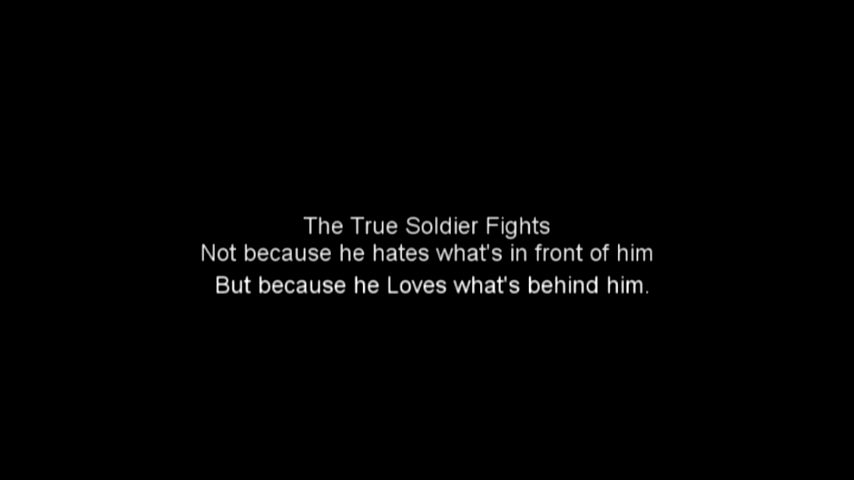 The True Soldier Fights
Not because he hates what's in front of him
But because he Loves what's behind him.